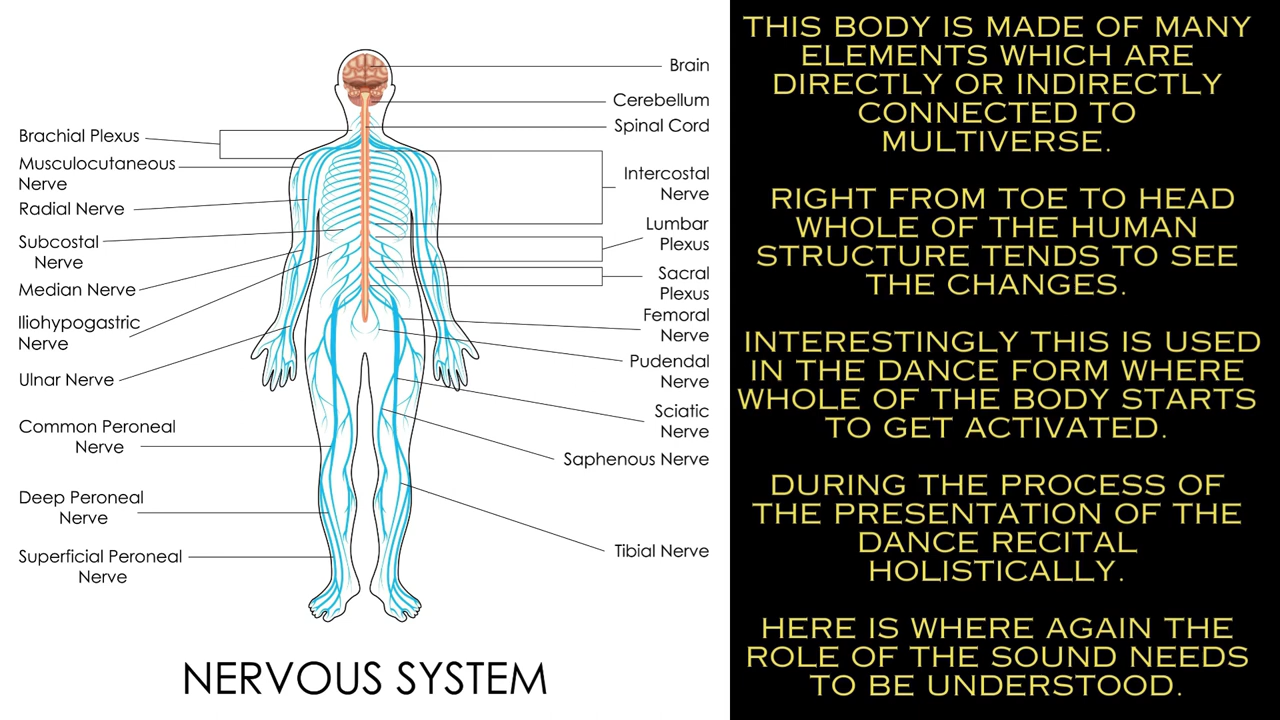 Brain
Cerebellum
Spinal Cord
Intercostal
Nerve
Lumbar
Plexus
Sacral
Plexus
Femoral
Nerve
Pudendal
Nerve
Sciatic
Nerve
Saphenous Nerve
Tibial Nerve
Brachial Plexus
Musculocutaneous
Nerve
Radial Nerve
Subcostal
Nerve
Median Nerve
Iliohypogastric
Nerve
Ulnar Nerve
Common Peroneal
Nerve
Deep Peroneal
Nerve
Superficial Peroneal
Nerve
NERVOUS SYSTEM
THIS BODY IS MADE OF MANY
ELEMENTS WHICH ARE
DIRECTLY OR INDIRECTLY
CONNECTED TO
MULTIVERSE.
RIGHT FROM TOE TO HEAD
WHOLE OF THE HUMAN
STRUCTURE TENDS TO SEE
THE CHANGES.
INTERESTINGLY THIS IS USED
IN THE DANCE FORM WHERE
WHOLE OF THE BODY STARTS
TO GET ACTIVATED.
DURING THE PROCESS OF
THE PRESENTATION OF THE
DANCE RECITAL
HOLISTICALLY.
HERE IS WHERE AGAIN THE
ROLE OF THE SOUND NEEDS
TO BE UNDERSTOOD.